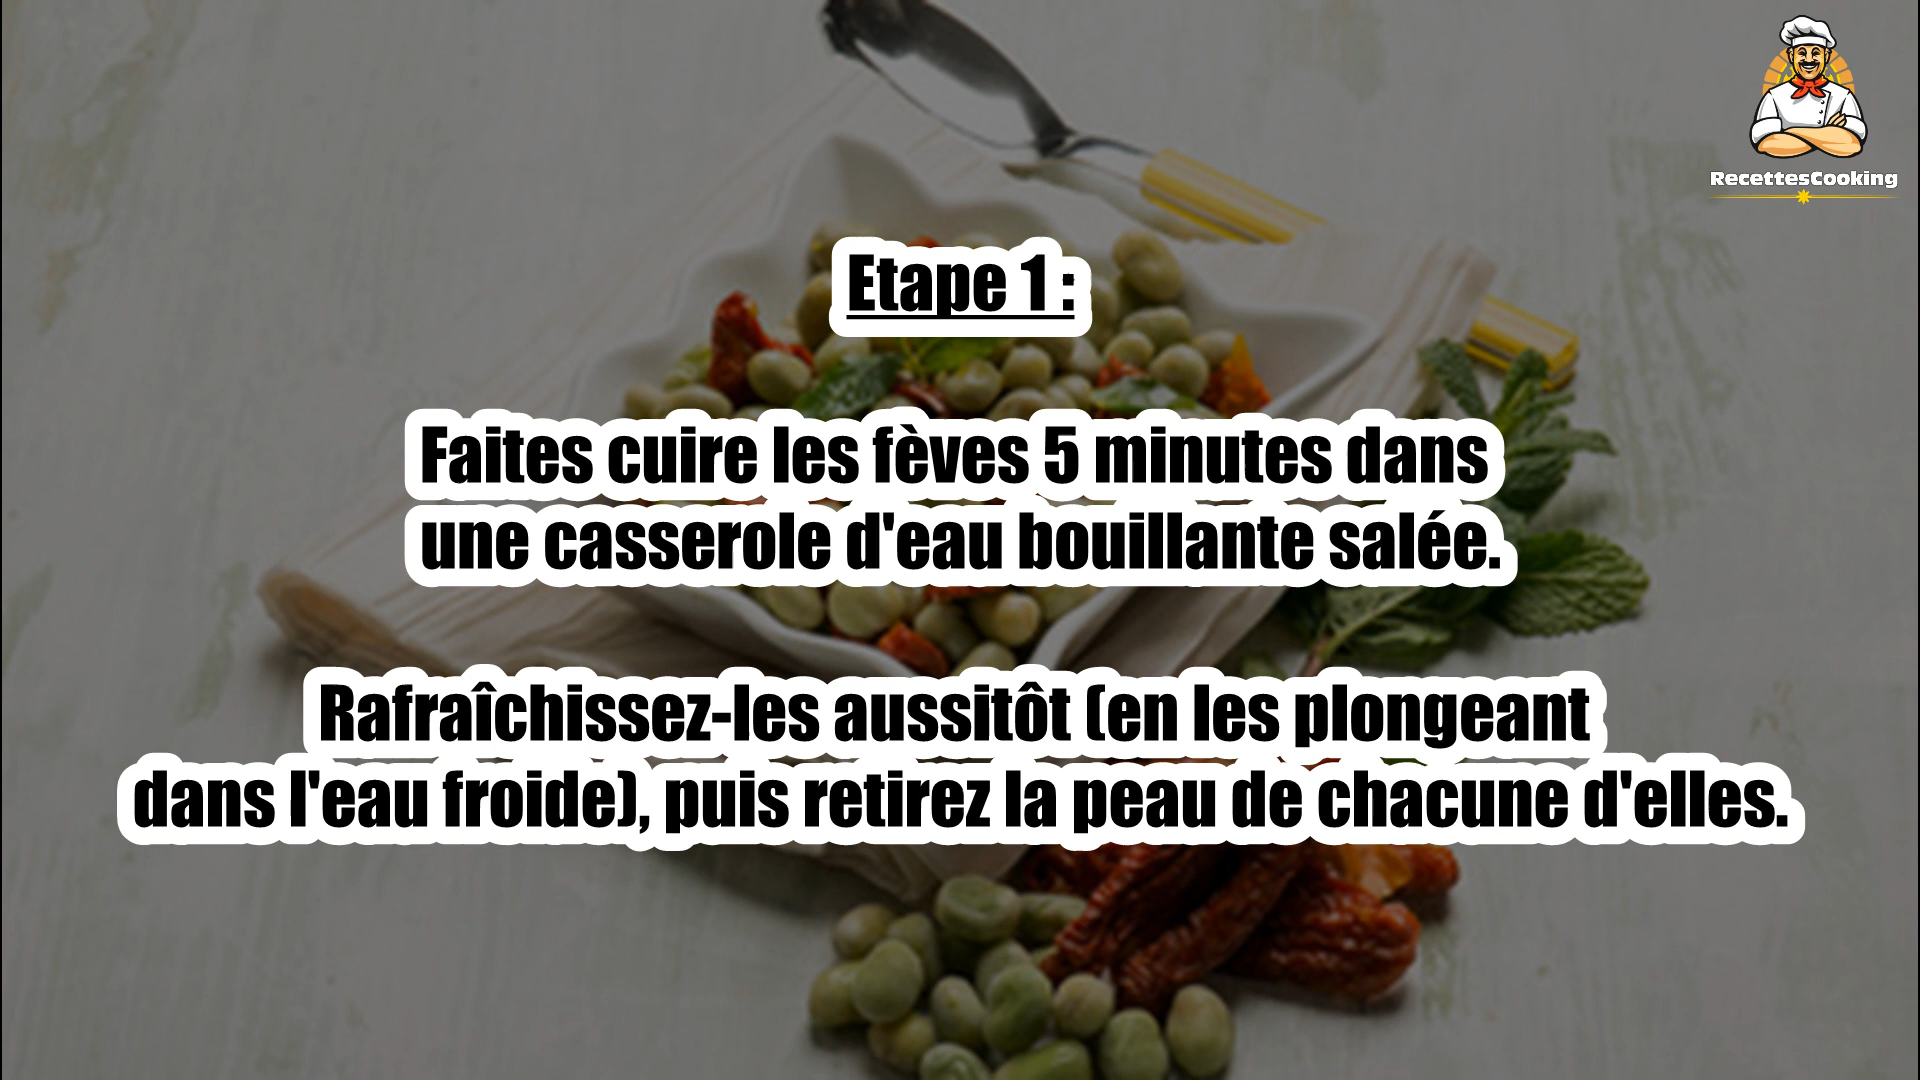 RecettesCooking
Etape 1 :
Faites cuire les fèves 5 minutes dans
une casserole d'eau bouillante salée.
Rafraîchissez-les aussitôt (en les plongeant
dans l'eau froide), puis retirez la peau de chacune d'elles.